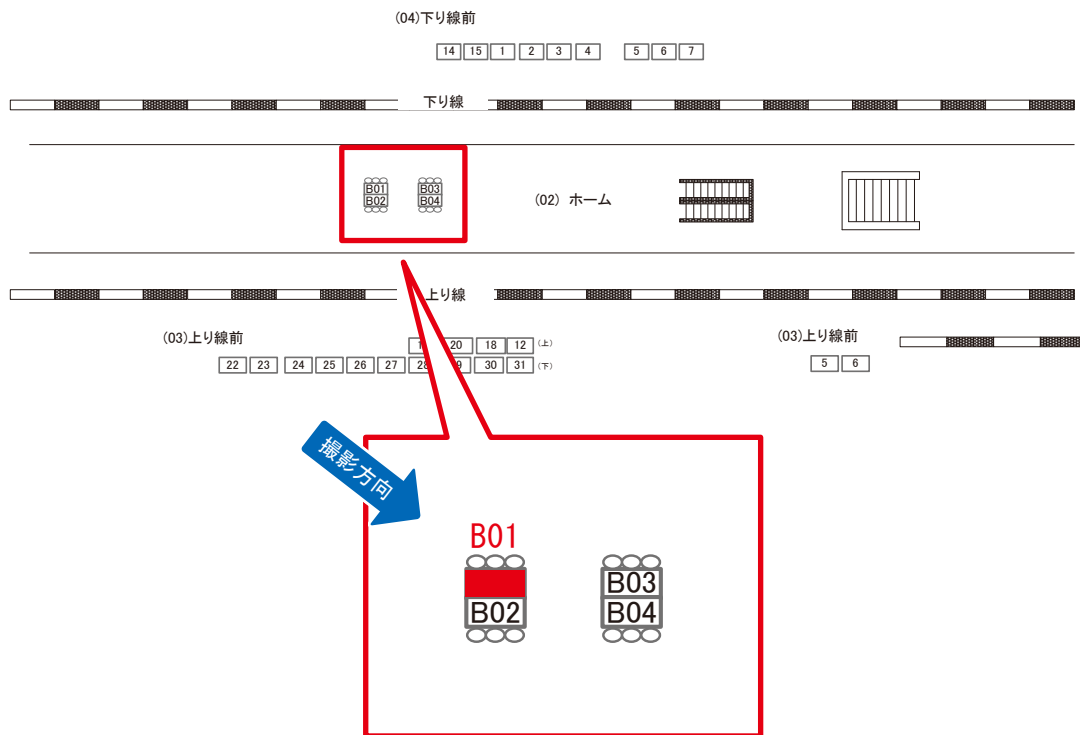 (04)下り線前
14 15 1 2 3 4 5 6 7
下り線
B01 B03
B02 B04
(02) ホーム
上り線
(03)上り線前
20 18 12 (上)
22 23 24 25 26 27 28 30 31 (下)
(03)上り線前
5 6
撮影方向
B01
B03
B02 B04